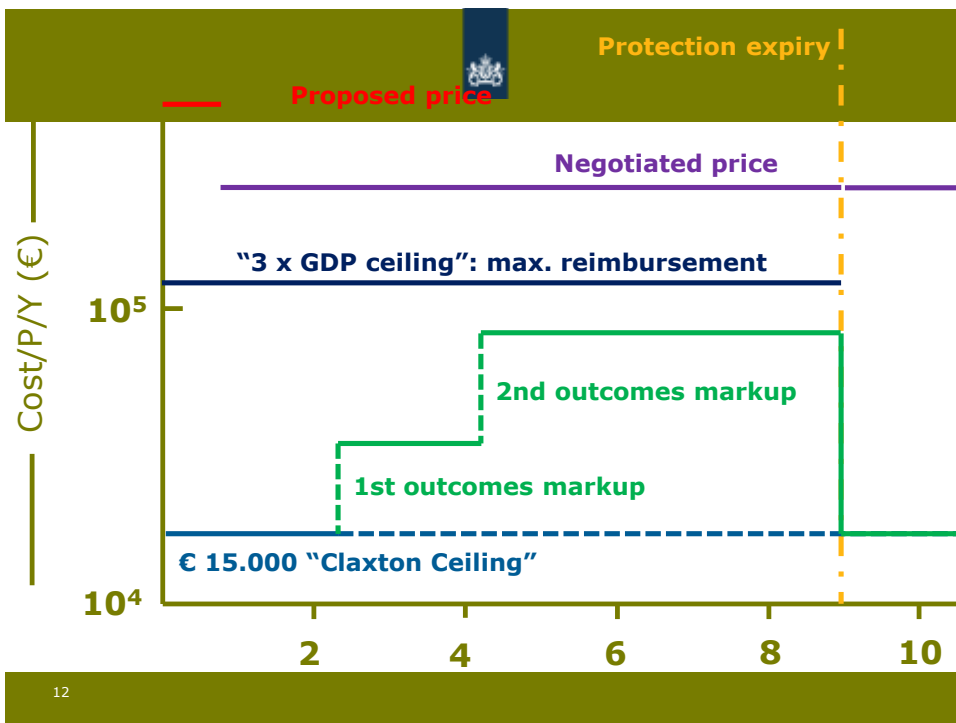 Protection expiry
Proposed price
Negotiated price
“3 x GDP ceiling”: max. reimbursement
10⁵
Cost/P/Y (€)
2nd outcomes markup
1st outcomes markup
€ 15.000 “Claxton Ceiling”
10⁴
2 4 6 8 10
12